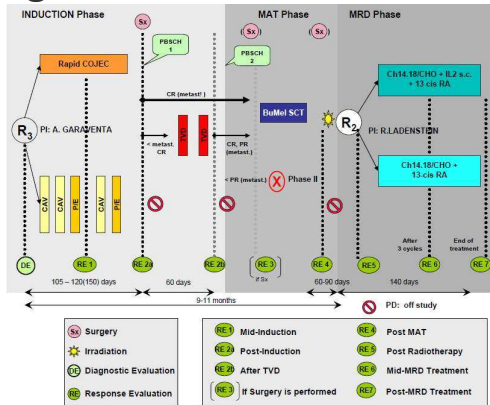 INDUCTION Phase
MAT Phase
MRD Phase
Sx
(Sx)
(Sx)
PBSCH
1
PBSCH
2
Rapid COJEC
CR (metast.)
Ch14.18/CHO + IL2 s.c.
+ 13 cis RA
BuMel SCT
R3
PI: A. GARAVENTA
< metast.
CR
TVD
TVD
CR, PR
(metast.)
R2
PI: R.LADENSTEIN
< PR (metast.)
X
Phase II
Ch14.18/CHO +
13-cis RA
CAV
CAV
P/E
CAV
P/E
After
3 cycles
End of
treatment
DE
RE 1
RE 2a
RE 2b
RE 3
If Sx
RE 4
RE5
RE 6
RE 7
105 – 120(150) days
60 days
60-90 days
140 days
9-11 months
PD: off study
Sx Surgery
Irradiation
DE Diagnostic Evaluation
RE Response Evaluation
RE 1 Mid-Induction
RE 2a Post-Induction
RE 2b After TVD
RE 3 If Surgery is performed
RE 4 Post MAT
RE 5 Post Radiotherapy
RE 6 Mid-MRD Treatment
RE7 Post-MRD Treatment